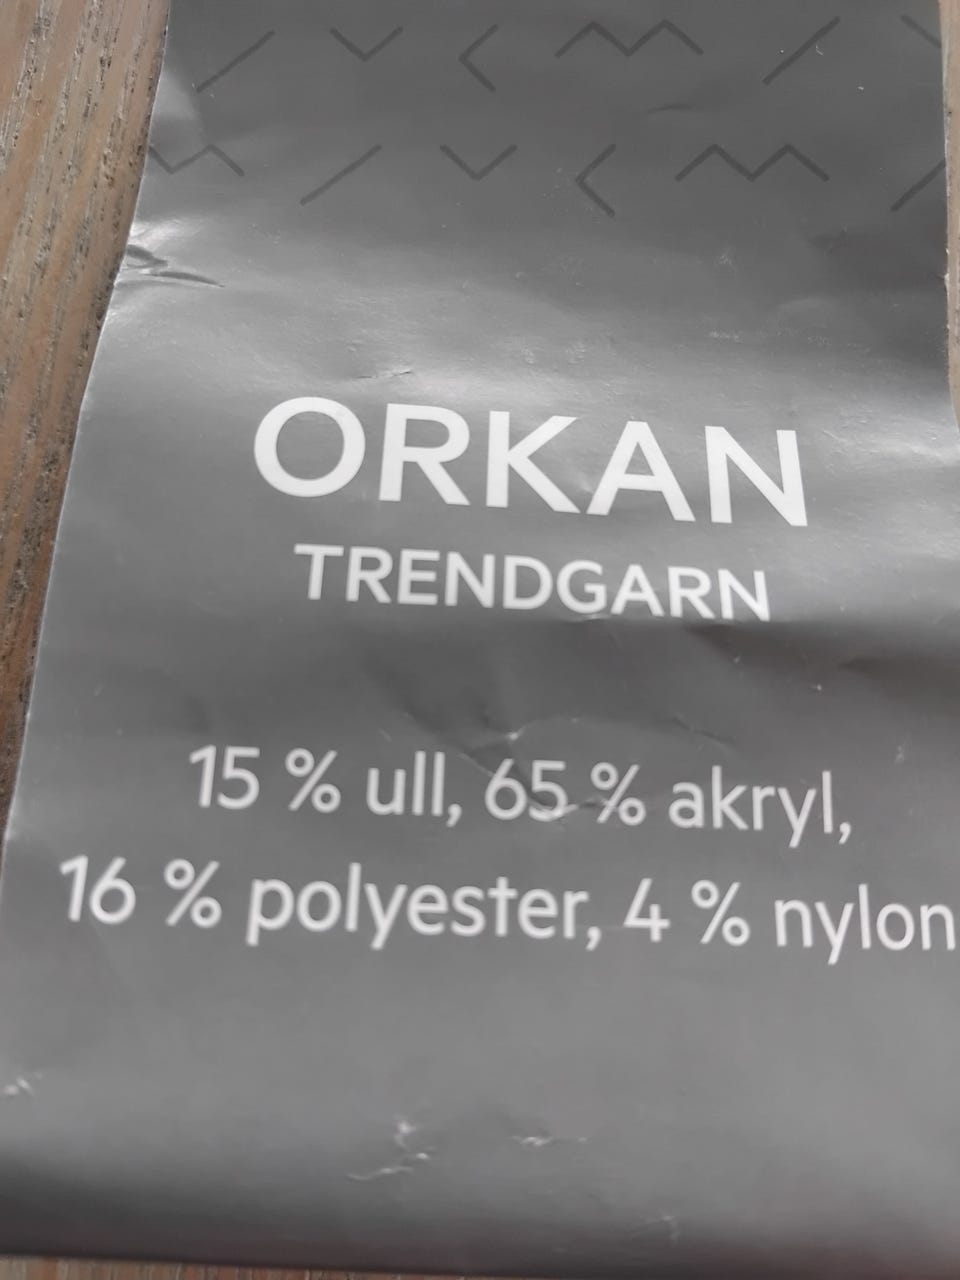 ORKAN
TRENDGARN
15 % ull, 65 % akryl,
16 % polyester, 4 % nylon